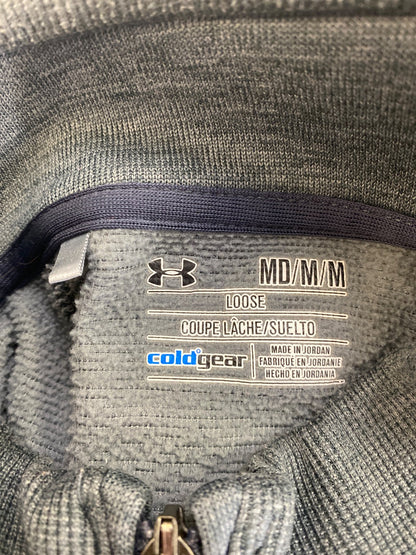 MD/M/M
LOOSE
COUPE LÂCHE/SUELTO
coldgear
MADE IN JORDAN
FABRIQUÉ EN JORDANIE
HECHO EN JORDANIA